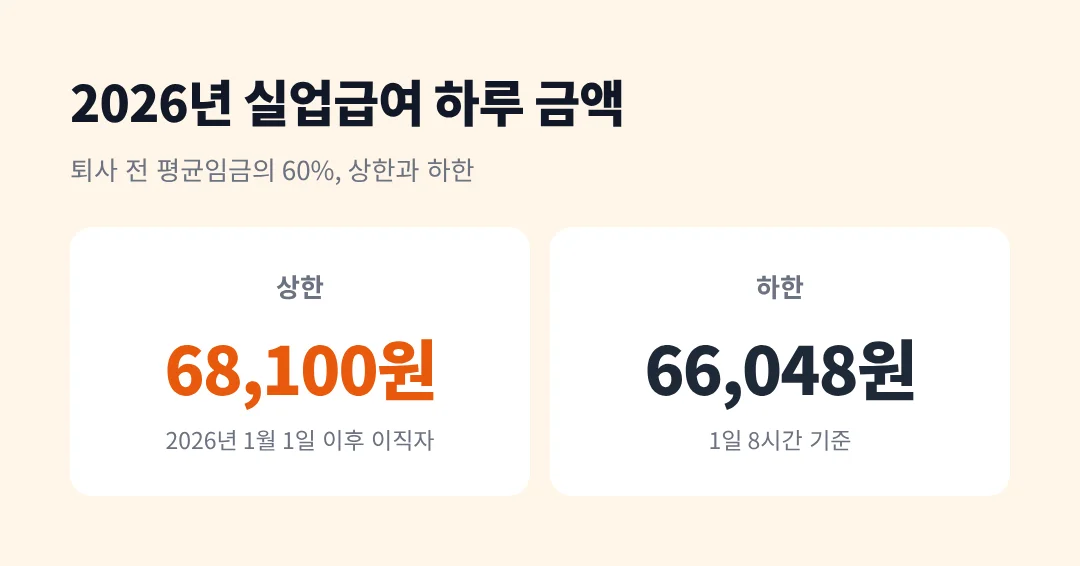 2026년 실업급여 하루 금액
퇴사 전 평균임금의 60%, 상한과 하한
상한
68,100원
2026년 1월 1일 이후 이직자
하한
66,048원
1일 8시간 기준